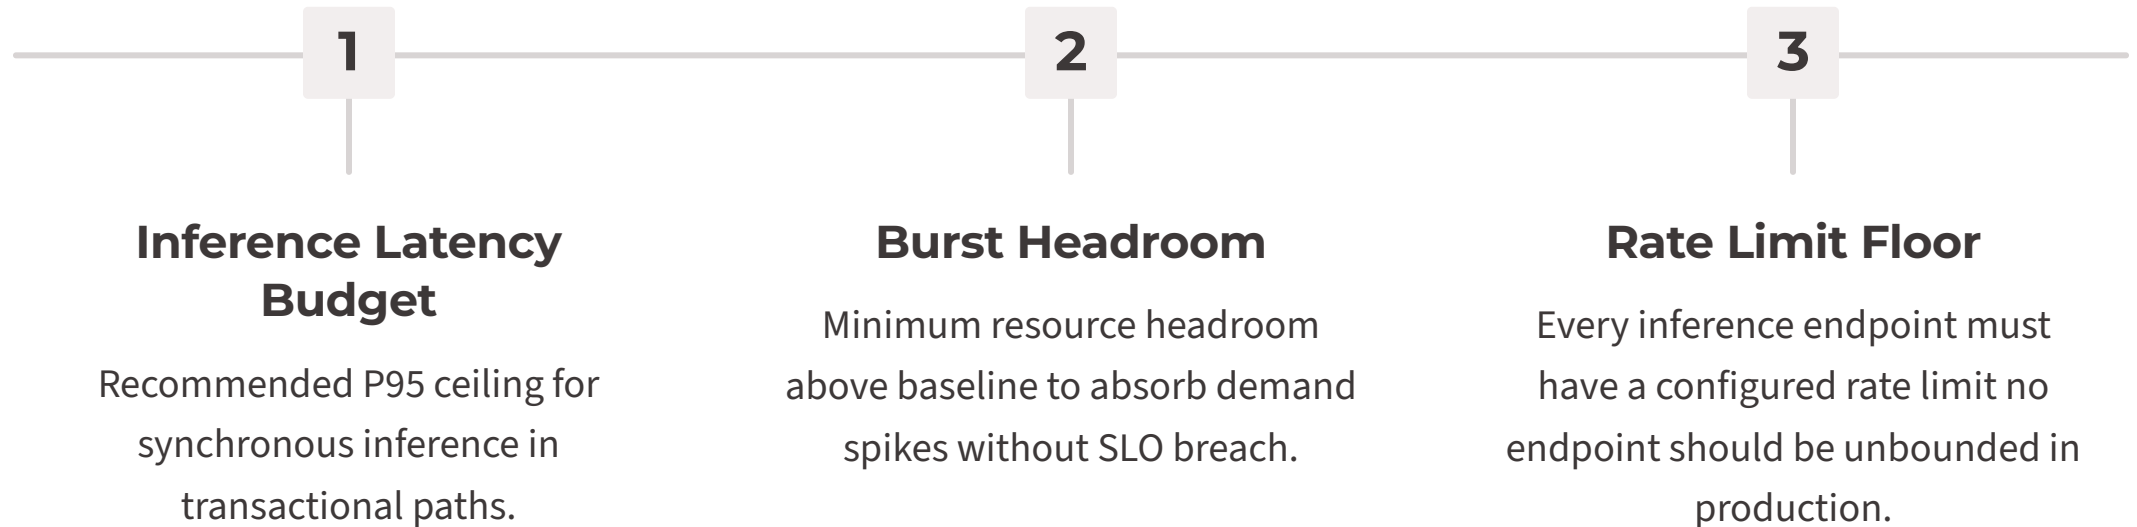 1
Inference Latency
Budget
Recommended P95 ceiling for
synchronous inference in
transactional paths.
2
Burst Headroom
Minimum resource headroom
above baseline to absorb demand
spikes without SLO breach.
3
Rate Limit Floor
Every inference endpoint must
have a configured rate limit no
endpoint should be unbounded in
production.